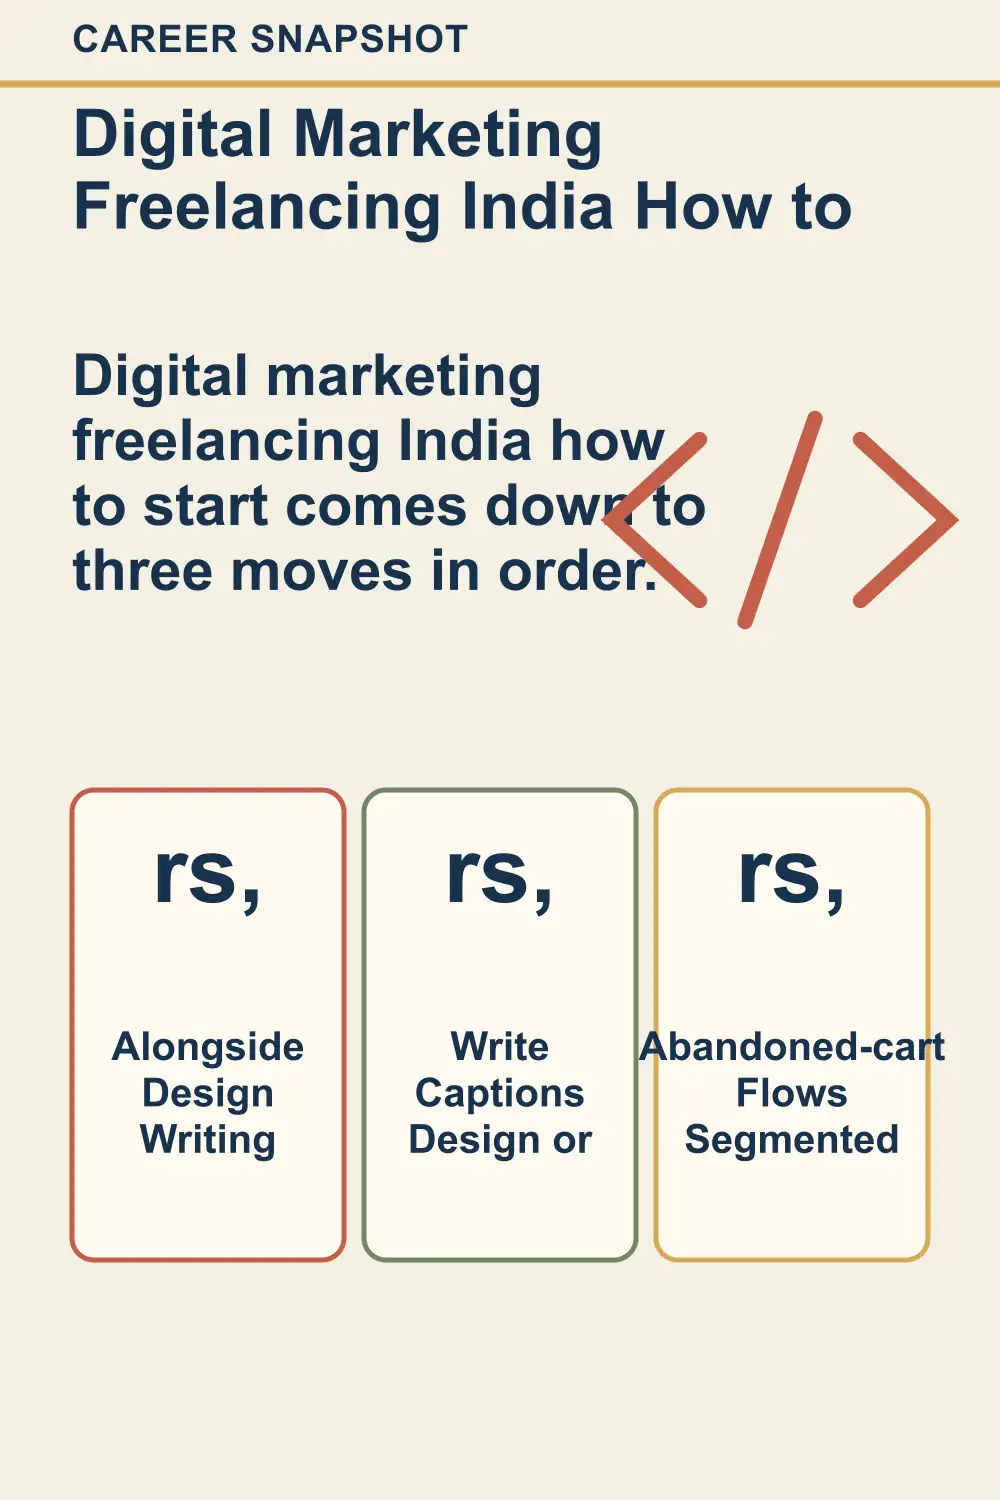 CAREER SNAPSHOT
Digital Marketing
Freelancing India How to
Digital marketing
freelancing India how
to start comes down to
three moves in order.
</>
rs,
Alongside
Design
Writing
rs,
Write
Captions
Design or
rs,
Abandoned-cart
Flows
Segmented